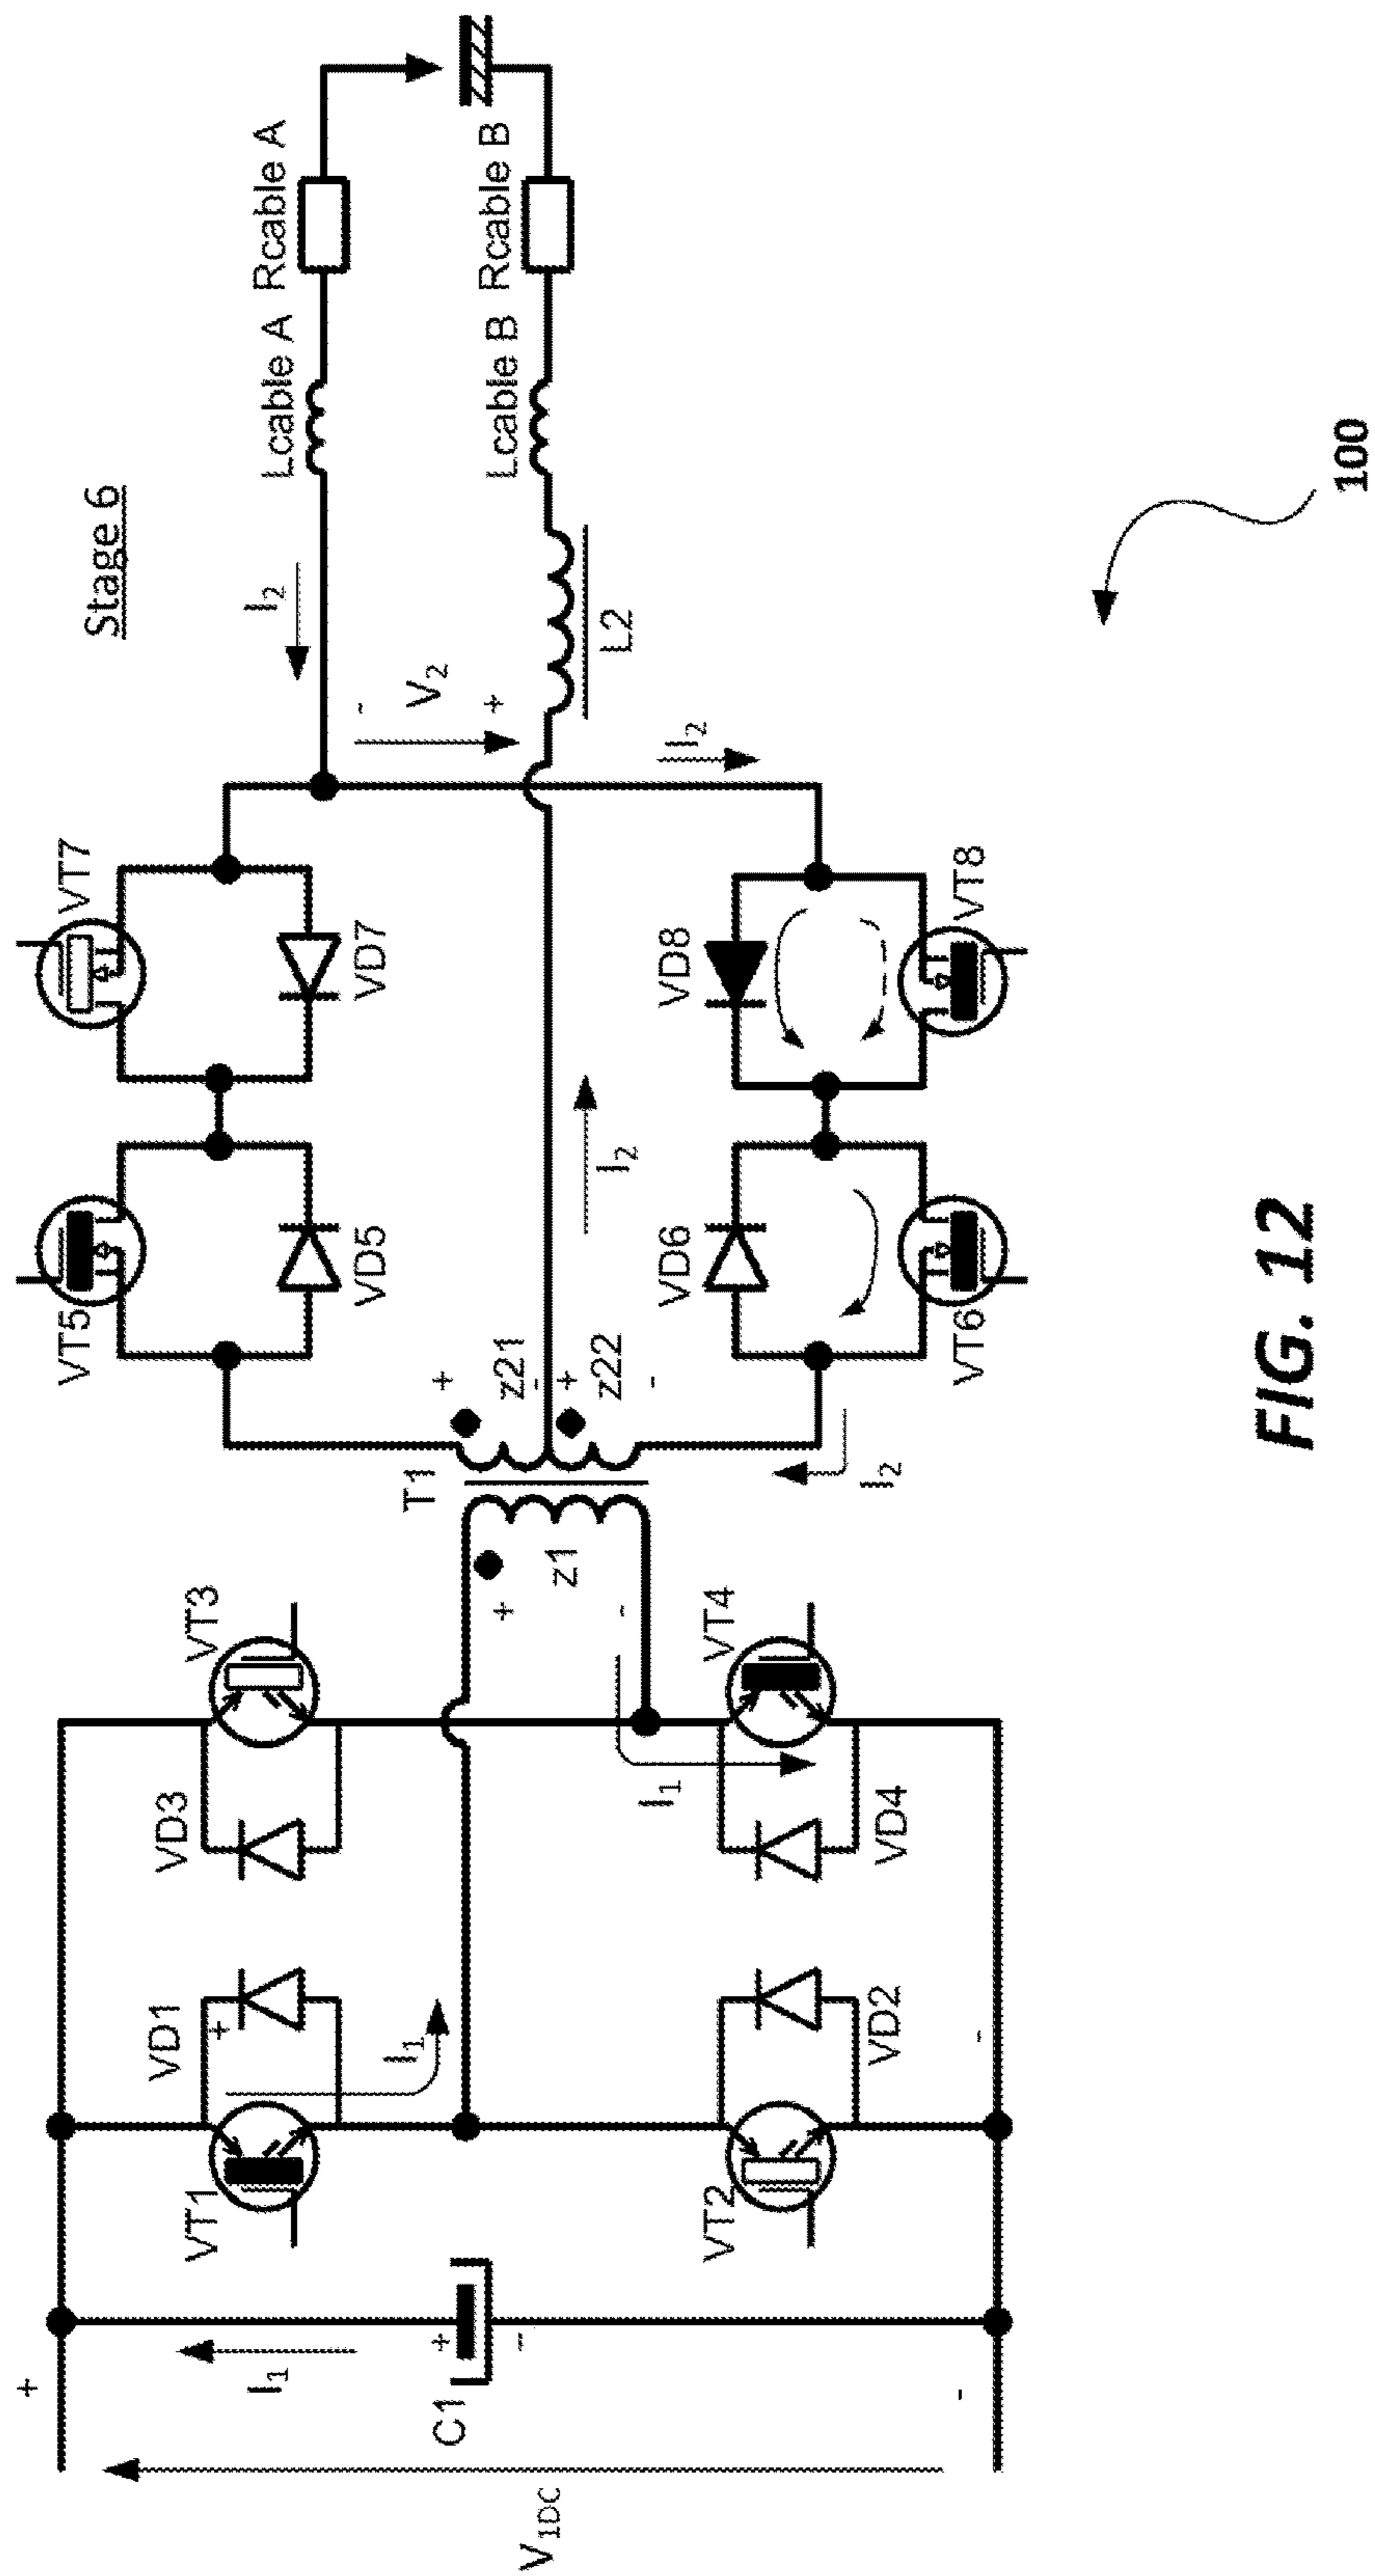 Stage 6
VT7
VT5
I₂
Lcable A
Rcable A
VD5
VD7
-
V₂
+
Lcable B
Rcable B
L2
I₂
I₂
T1
+
z21
-
+
z22
-
VD6
VD8
I₂
VT6
VT8
+
VT1
VD1
+
VD3
VT3
I₁
I₁
C1
+
-
V₁DC
+
z1
-
I₁
VT2
VD2
VD4
VT4
-
-
100
FIG. 12